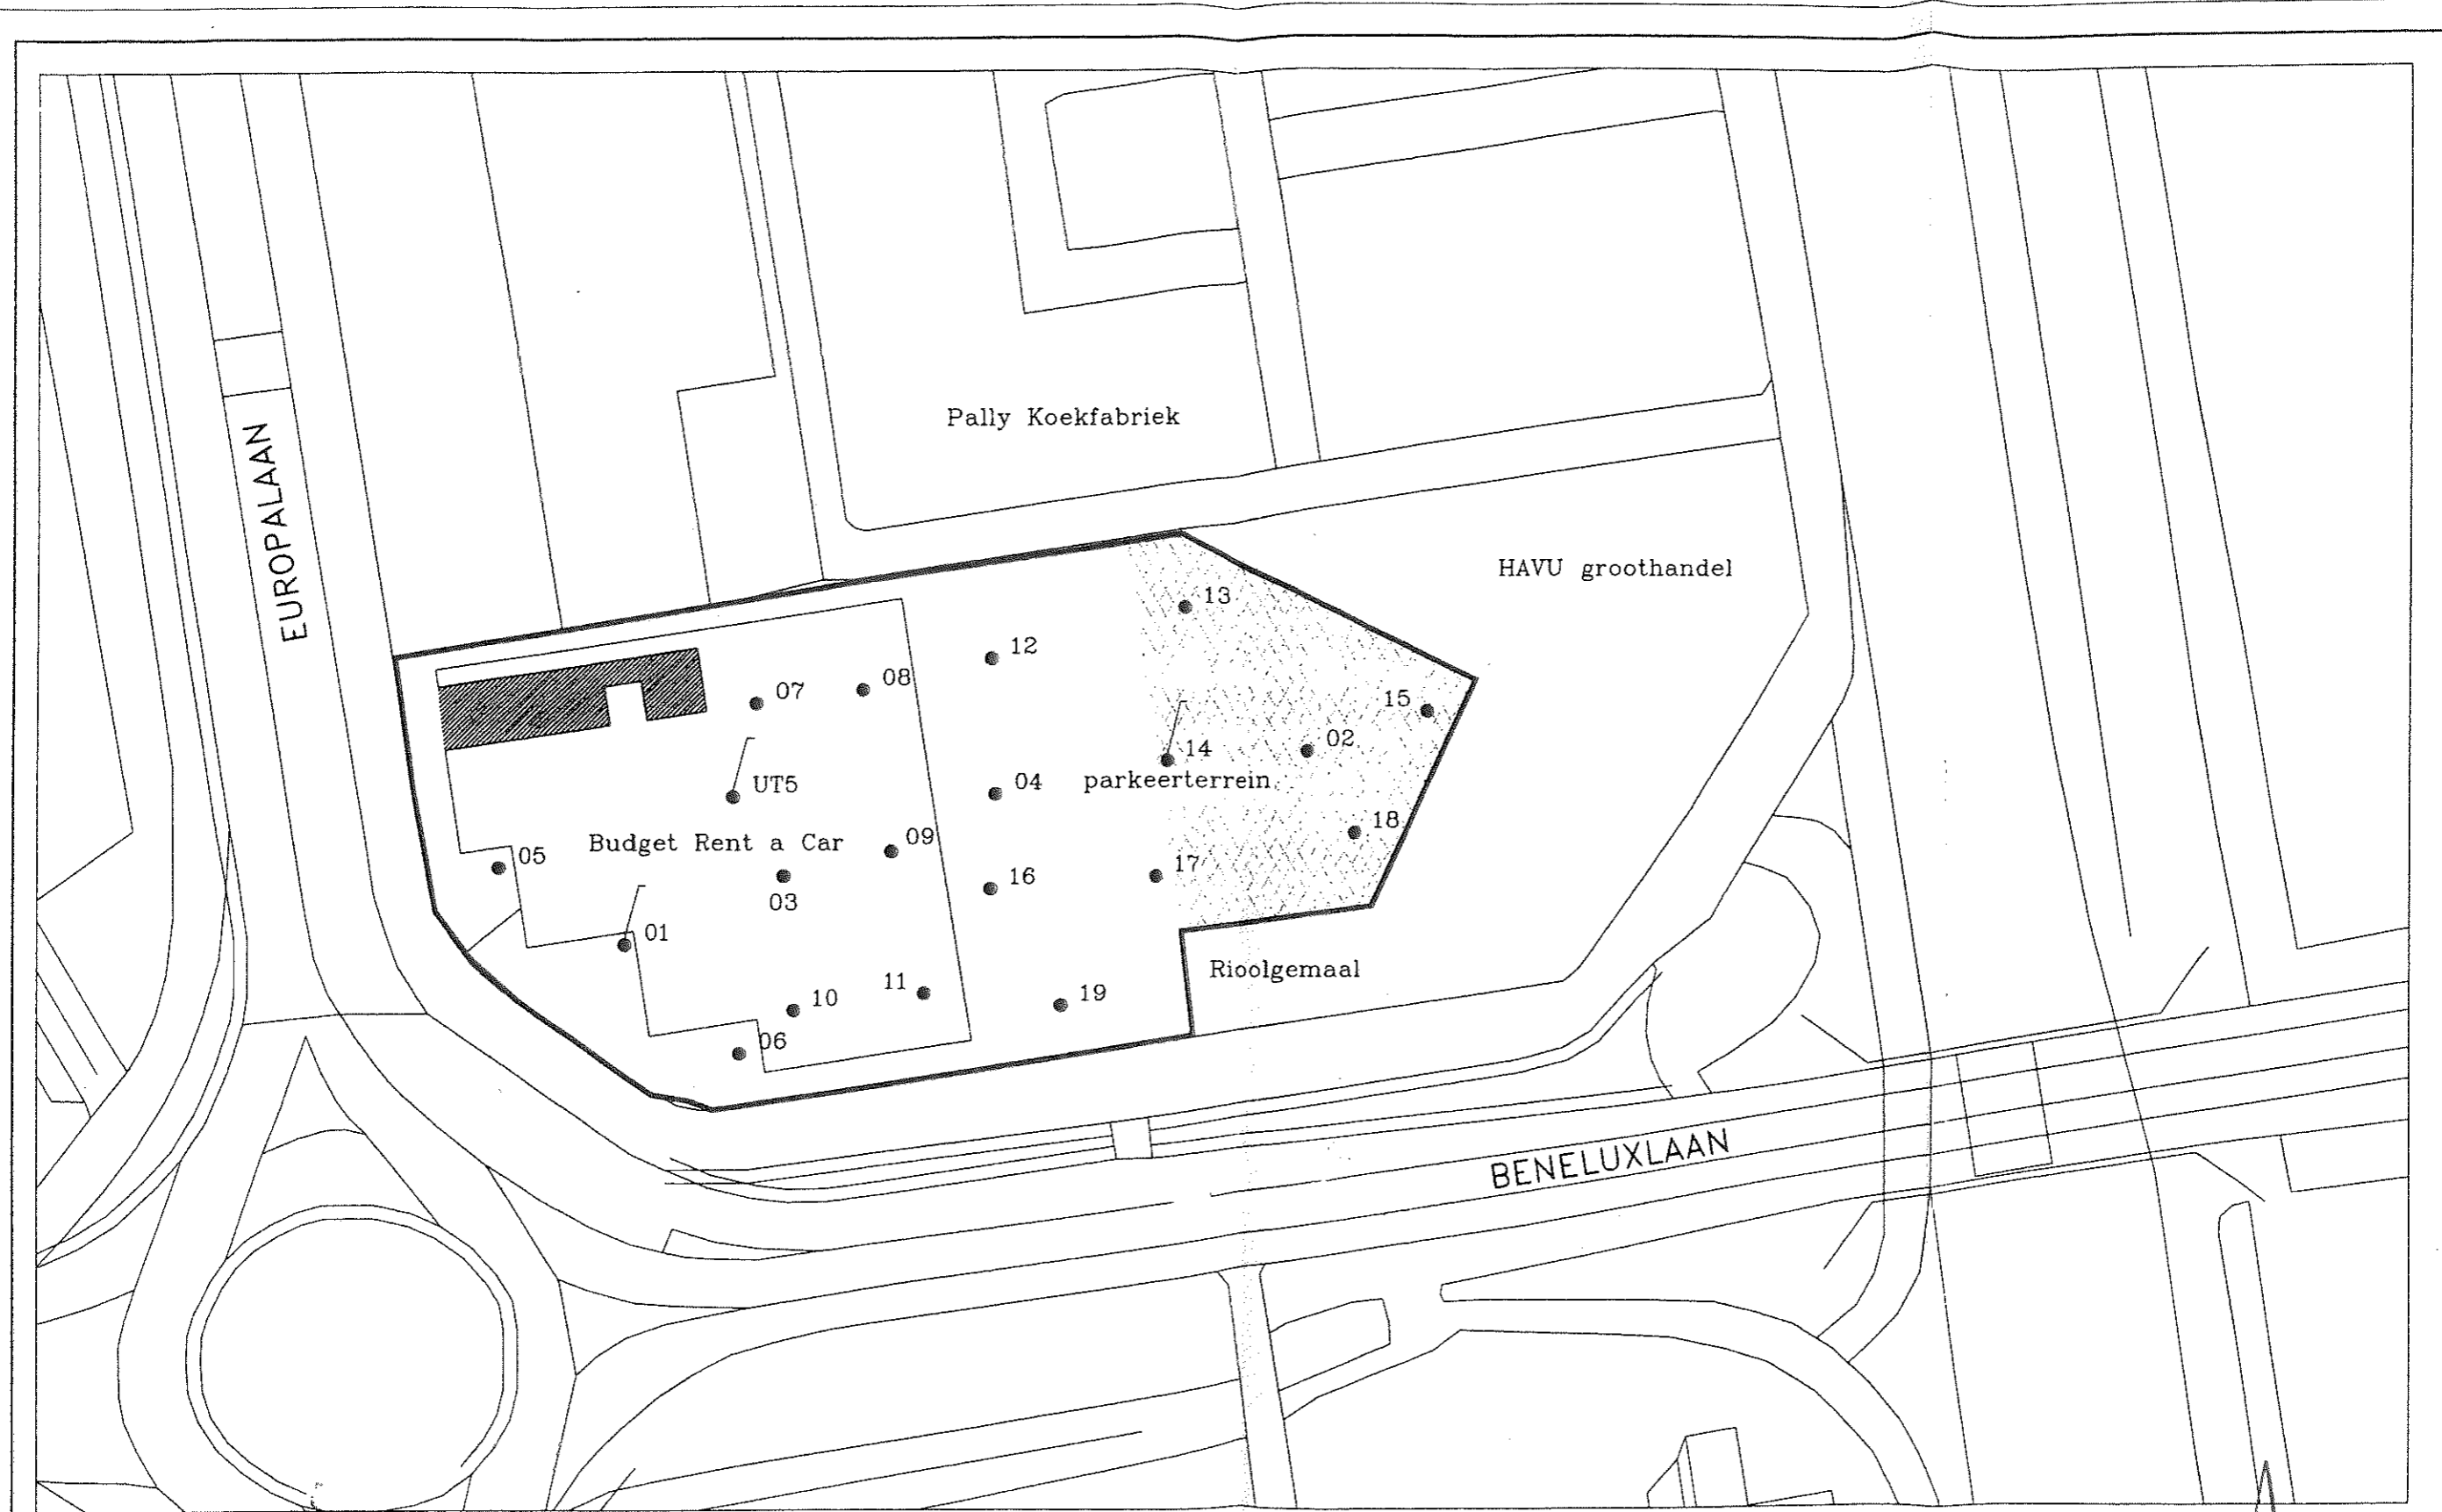 Pally Koekfabriek
EUROPALAAN
HAVU groothandel
13
12
08
07
15
02
14
parkeerterrein
04
UT5
18
09
Budget Rent a Car
05
17
16
03
01
Rioolgemaal
11
19
10
06
BENELUXLAAN